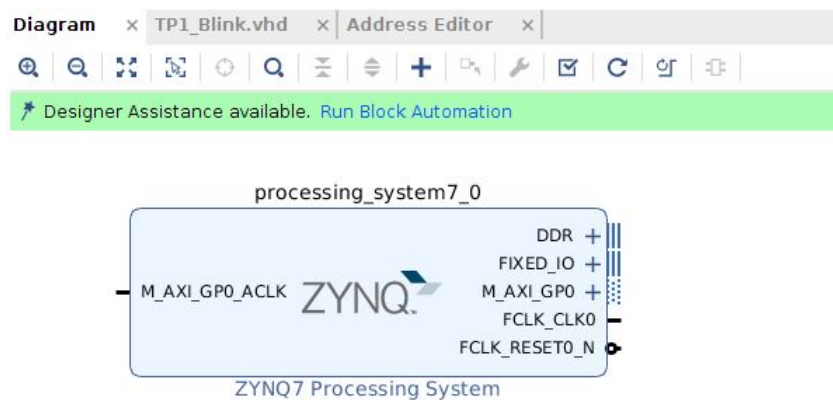 Diagram × TP1_Blink.vhd × Address Editor ×
Designer Assistance available. Run Block Automation
processing_system7_0
DDR
FIXED_IO
M_AXI_GP0_ACLK ZYNQ. M_AXI_GP0
FCLK_CLK0
FCLK_RESET0_N
ZYNQ7 Processing System